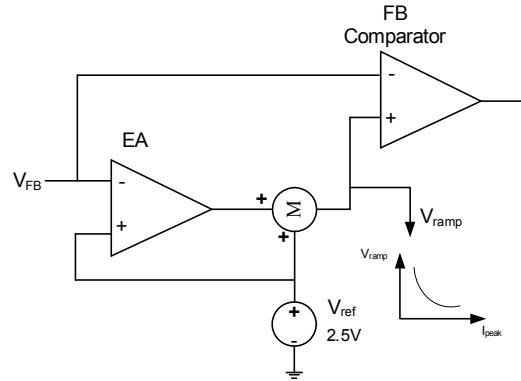 FB
Comparator
-
+
EA
VFB
-
+
+
M
+
Vramp
Vramp
Ipeak
+
-
Vref
2.5V